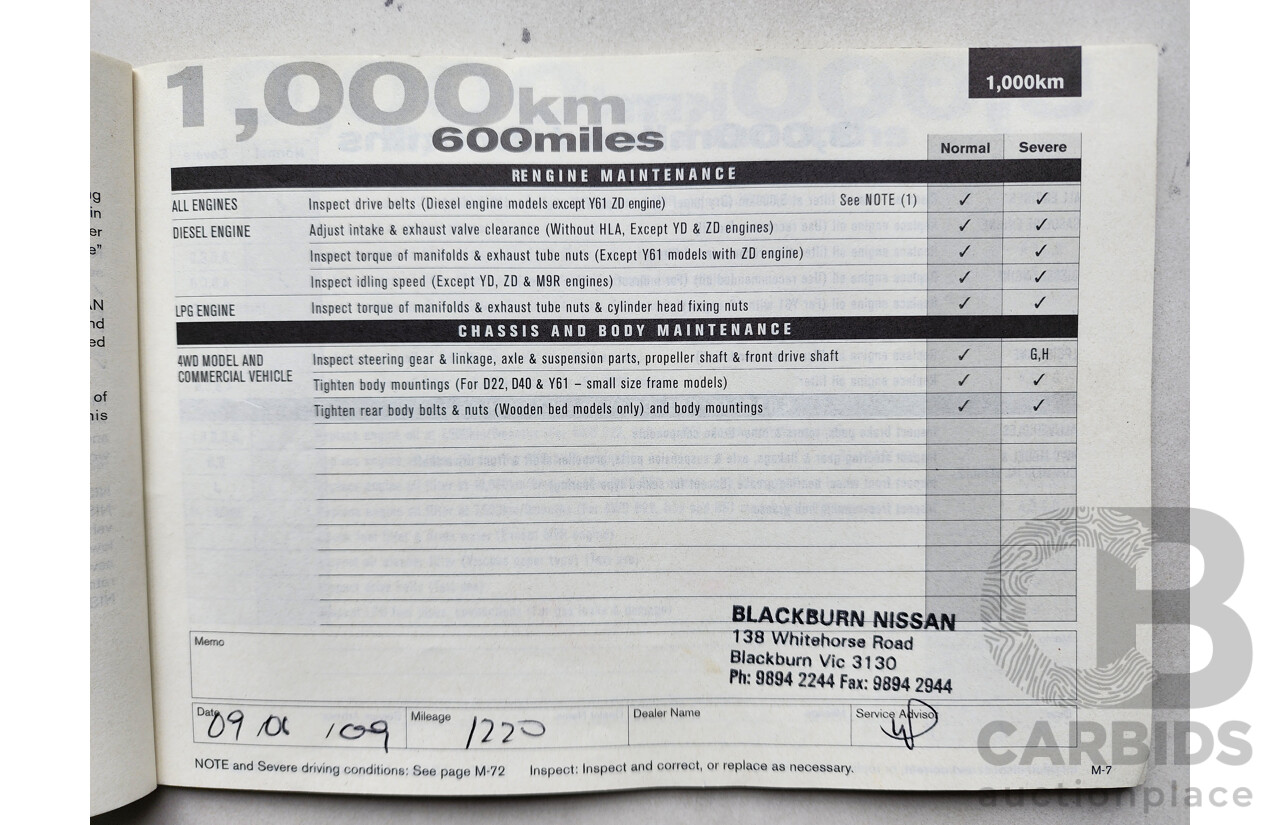 1,000km
600miles
1,000km
Normal Severe
RENGINE MAINTENANCE
ALL ENGINES Inspect drive belts (Diesel engine models except Y61 ZD engine) See NOTE (1) ✓ ✓
DIESEL ENGINE Adjust intake & exhaust valve clearance (Without HLA, Except YD & ZD engines) ✓ ✓
Inspect torque of manifolds & exhaust tube nuts (Except Y61 models with ZD engine) ✓ ✓
Inspect idling speed (Except YD, ZD & M9R engines) ✓ ✓
LPG ENGINE Inspect torque of manifolds & exhaust tube nuts & cylinder head fixing nuts ✓ ✓
CHASSIS AND BODY MAINTENANCE
4WD MODEL AND Inspect steering gear & linkage, axle & suspension parts, propeller shaft & front drive shaft ✓ G,H
COMMERCIAL VEHICLE Tighten body mountings (For D22, D40 & Y61 – small size frame models) ✓ ✓
Tighten rear body bolts & nuts (Wooden bed models only) and body mountings ✓ ✓
BLACKBURN NISSAN
138 Whitehorse Road
Blackburn Vic 3130
Ph: 9894 2244 Fax: 9894 2944
Memo
Date 09 /06 /09 Mileage 1220 Dealer Name Service Advisor
NOTE and Severe driving conditions: See page M-72 Inspect: Inspect and correct, or replace as necessary.
M-7
CARBIDS
auctionplace